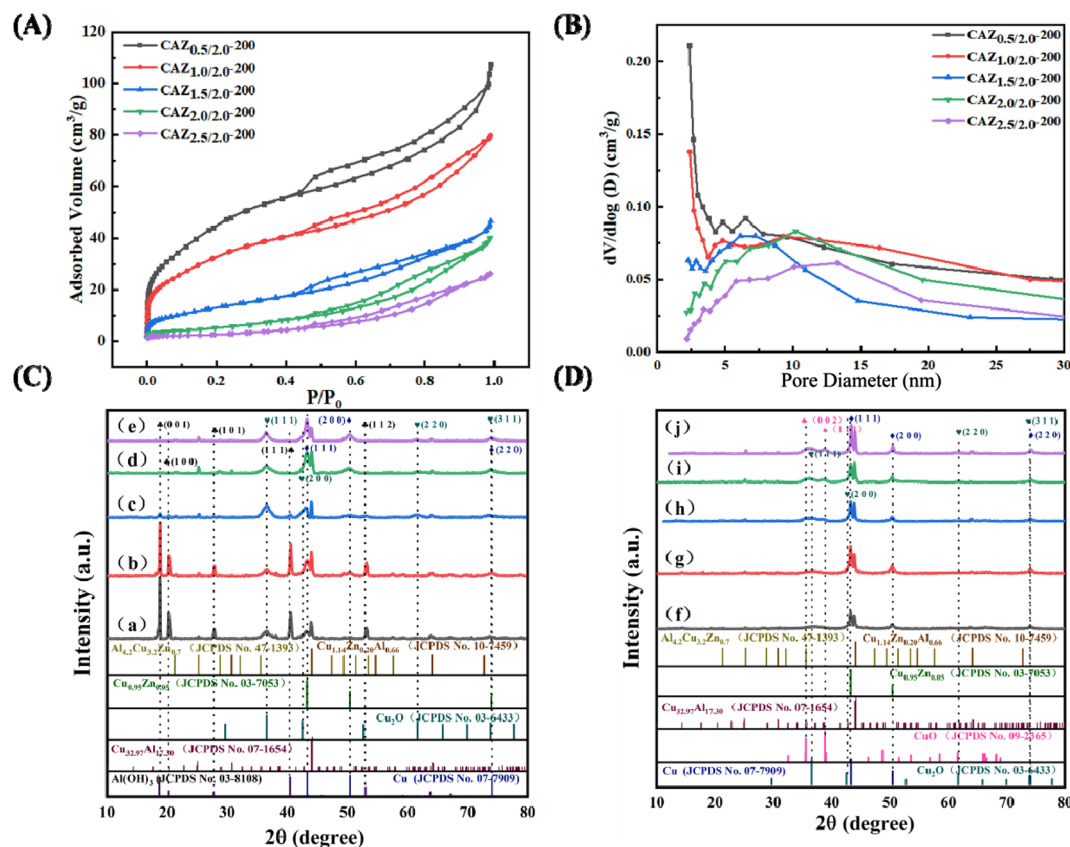 (A)
Adsorbed Volume (cm³/g)
120
100
80
60
40
20
0
CAZ0.5/2.0-200
CAZ1.0/2.0-200
CAZ1.5/2.0-200
CAZ2.0/2.0-200
CAZ2.5/2.0-200
0.0 0.2 0.4 0.6 0.8 1.0
P/P0
(B)
dV/dlog (D) (cm³/g)
0.20
0.15
0.10
0.05
0.00
CAZ0.5/2.0-200
CAZ1.0/2.0-200
CAZ1.5/2.0-200
CAZ2.0/2.0-200
CAZ2.5/2.0-200
0 5 10 15 20 25 30
Pore Diameter (nm)
(C)
Intensity (a.u.)
(e)
(0 0 1)
(1 0 1)
(1 1 1)
(2 0 0)
(1 1 2)
(2 2 0)
(3 1 1)
(d)
(1 0 0)
(1 1 1)
(1 1 1)
(2 2 0)
(c)
(2 0 0)
(b)
(a)
Al4.2Cu3.2Zn0.7 (JCPDS No. 47-1393)
Cu1.14Zn0.20Al0.66 (JCPDS No. 10-7459)
Cu0.95Zn0.05 (JCPDS No. 03-7053)
Cu2O (JCPDS No. 03-6433)
Cu32.97Al17.30 (JCPDS No. 07-1654)
Al(OH)3 (JCPDS No. 03-8108)
Cu (JCPDS No. 07-7909)
10 20 30 40 50 60 70 80
2θ (degree)
(D)
Intensity (a.u.)
(j)
(0 0 2)
(1 1 1)
(3 1 1)
(2 0 0)
(2 2 0)
(2 2 0)
(i)
(1 1 1)
(h)
(2 0 0)
(g)
(f)
Al4.2Cu3.2Zn0.7 (JCPDS No. 47-1393)
Cu1.14Zn0.20Al0.66 (JCPDS No. 10-7459)
Cu0.95Zn0.05 (JCPDS No. 03-7053)
Cu32.97Al17.30 (JCPDS No. 07-1654)
CuO (JCPDS No. 09-2365)
Cu (JCPDS No. 07-7909)
Cu2O (JCPDS No. 03-6433)
10 20 30 40 50 60 70 80
2θ (degree)